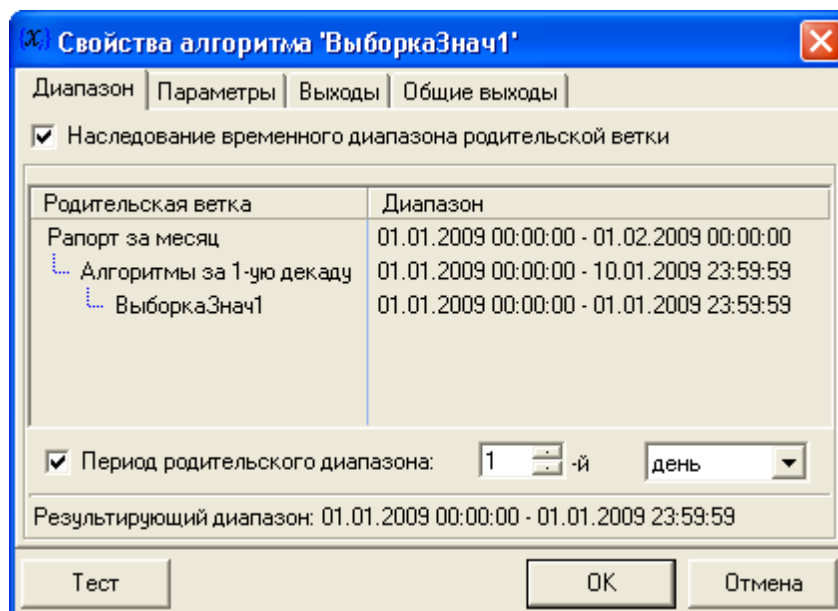 {X} Свойства алгоритма 'ВыборкаЗнач1'
Диапазон Параметры Выходы Общие выходы
Наследование временного диапазона родительской ветки
Родительская ветка Диапазон
Рапорт за месяц 01.01.2009 00:00:00 - 01.02.2009 00:00:00
Алгоритмы за 1-ую декаду 01.01.2009 00:00:00 - 10.01.2009 23:59:59
ВыборкаЗнач1 01.01.2009 00:00:00 - 01.01.2009 23:59:59
Период родительского диапазона: 1 -й день
Результирующий диапазон: 01.01.2009 00:00:00 - 01.01.2009 23:59:59
Тест OK Отмена